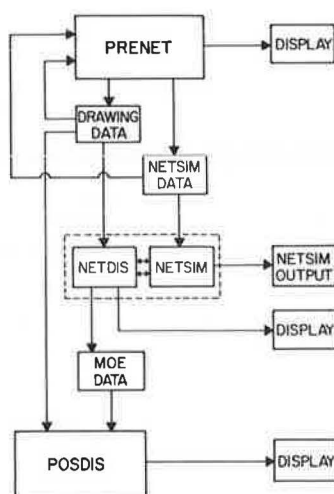 PRENET
DISPLAY
DRAWING
DATA
NETSIM
DATA
NETDIS
NETSIM
NETSIM
OUTPUT
DISPLAY
MOE
DATA
POSDIS
DISPLAY